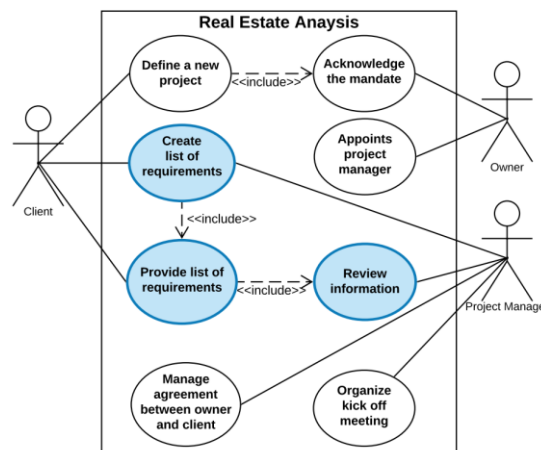 Real Estate Anaysis
Define a new
project
<<include>>
Acknowledge
the mandate
Create
list of
requirements
Appoints
project
manager
Client
Owner
<<include>>
Provide list of
requirements
<<include>>
Review
information
Project Manage
Manage
agreement
between owner
and client
Organize
kick off
meeting